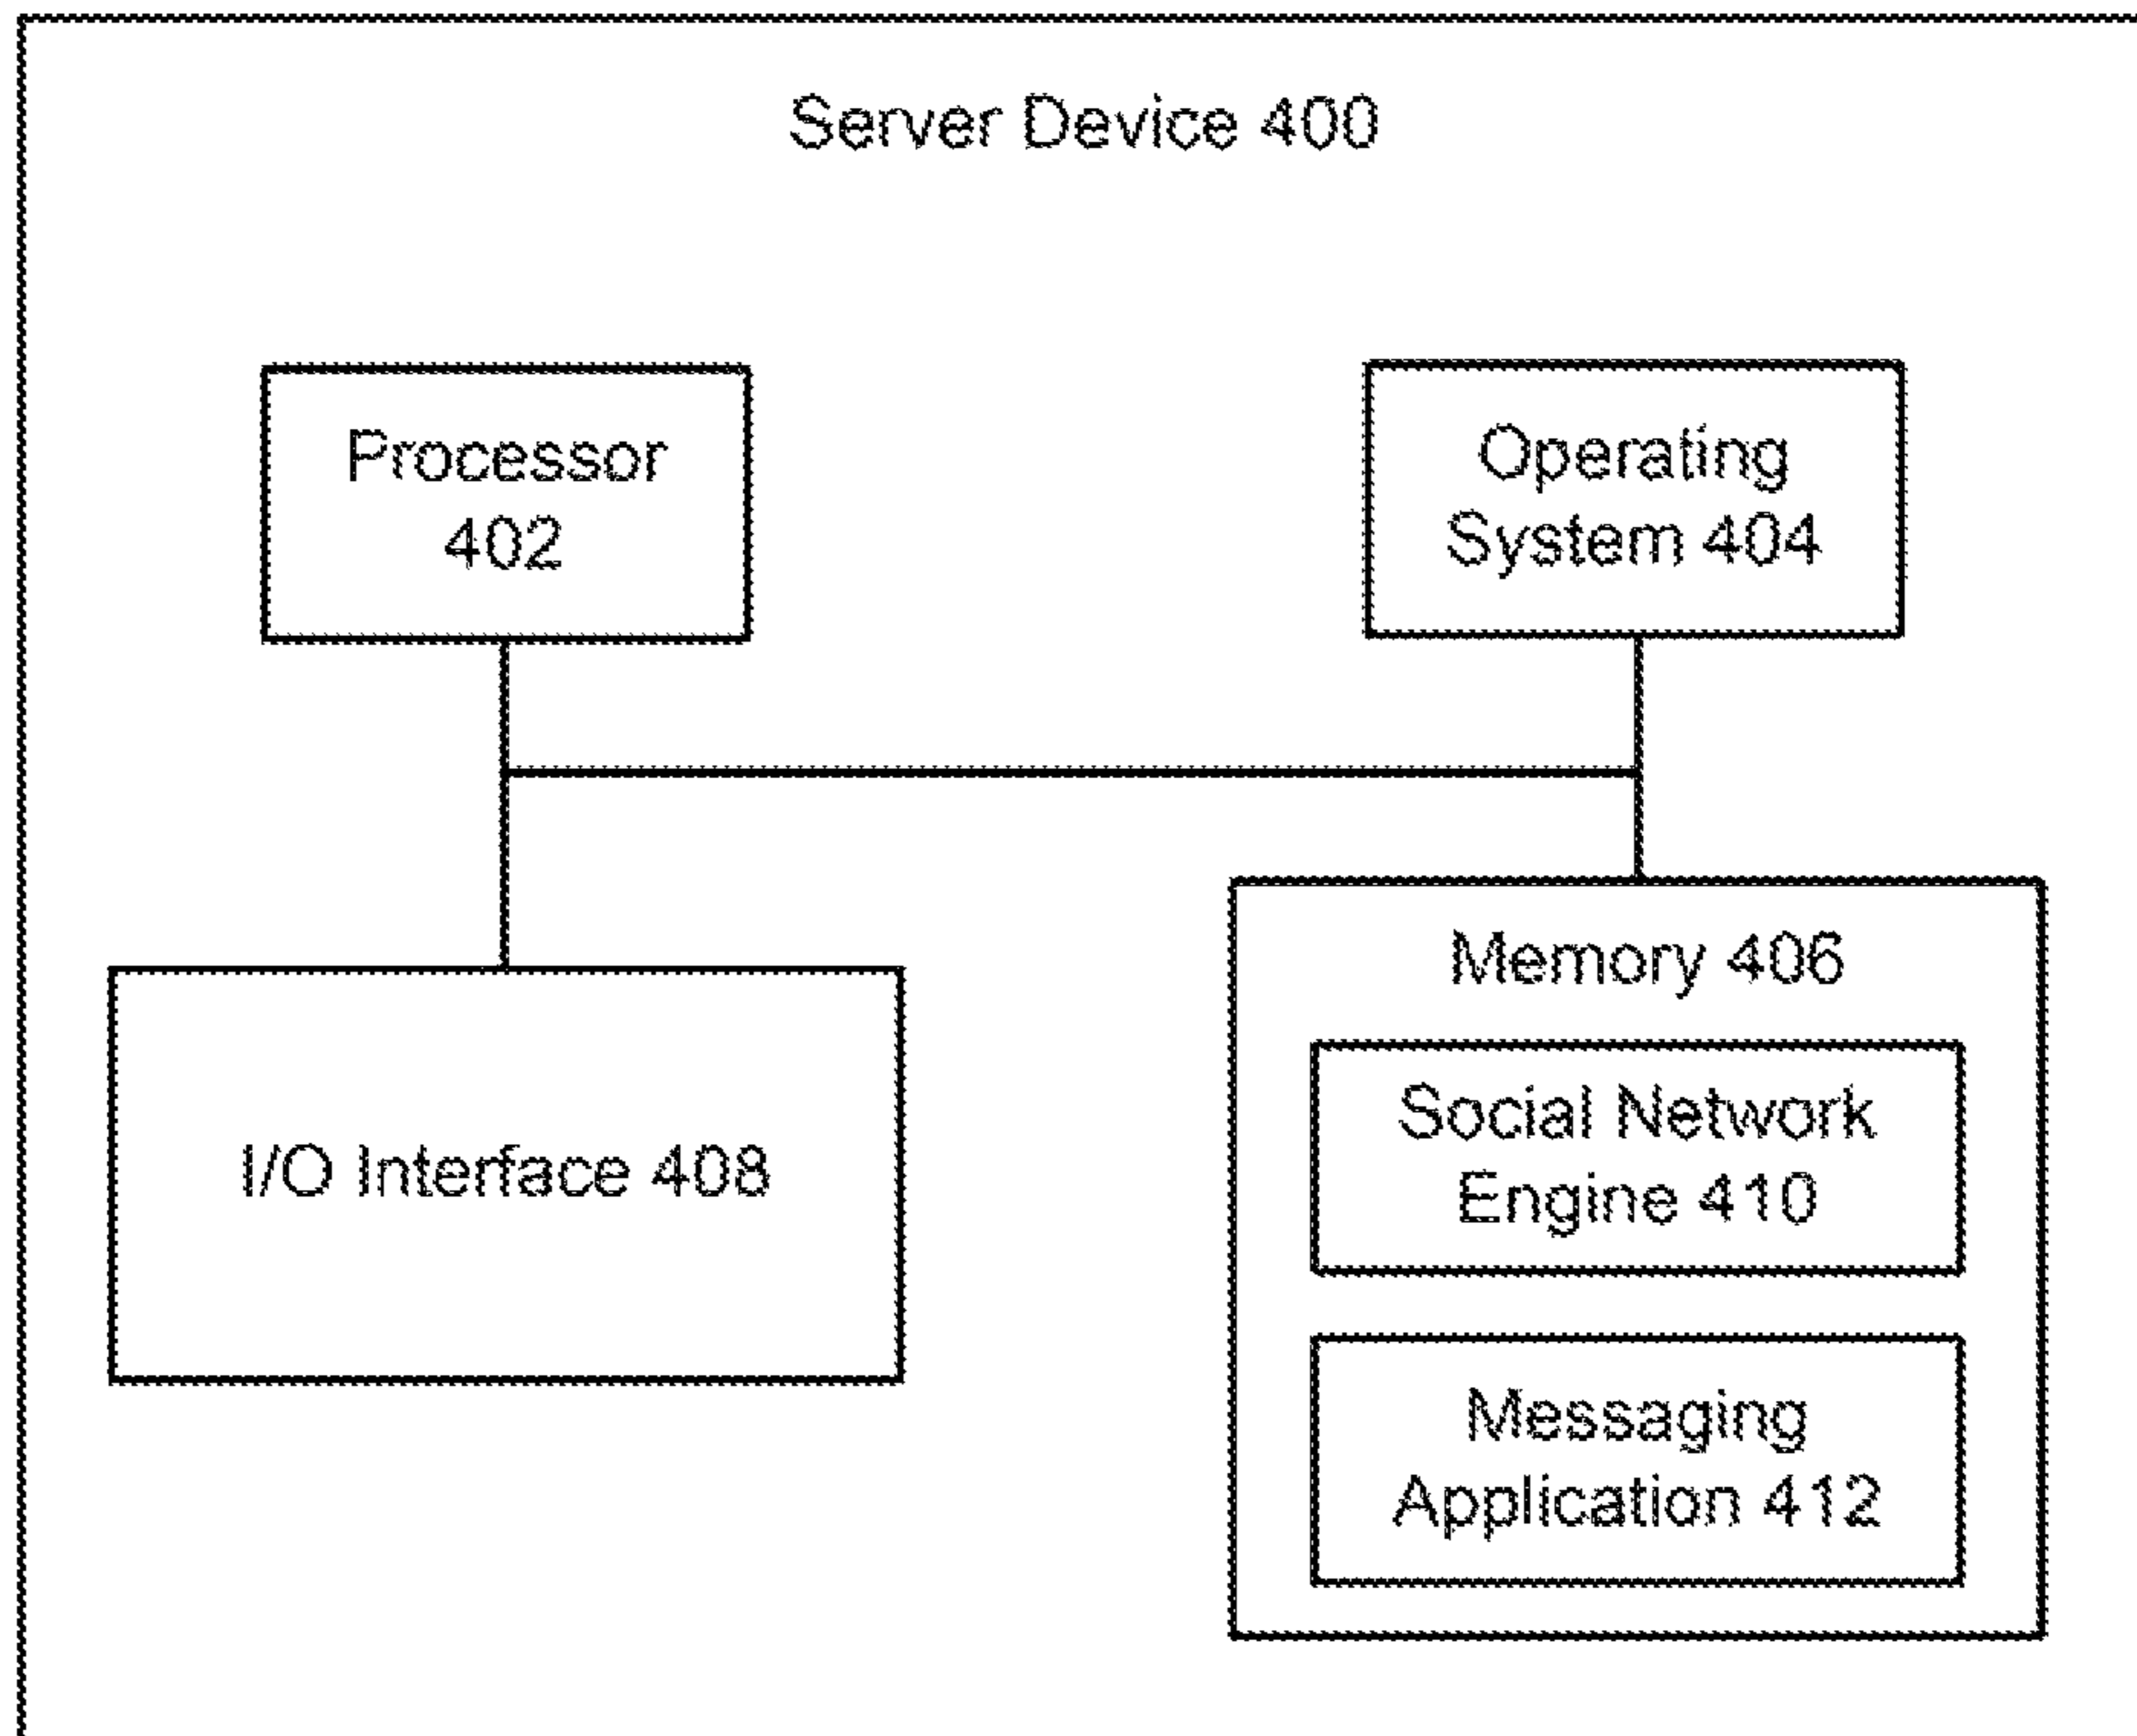 Server Device 400
Processor
402
Operating
System 404
Memory 406
I/O Interface 408
Social Network
Engine 410
Messaging
Application 412